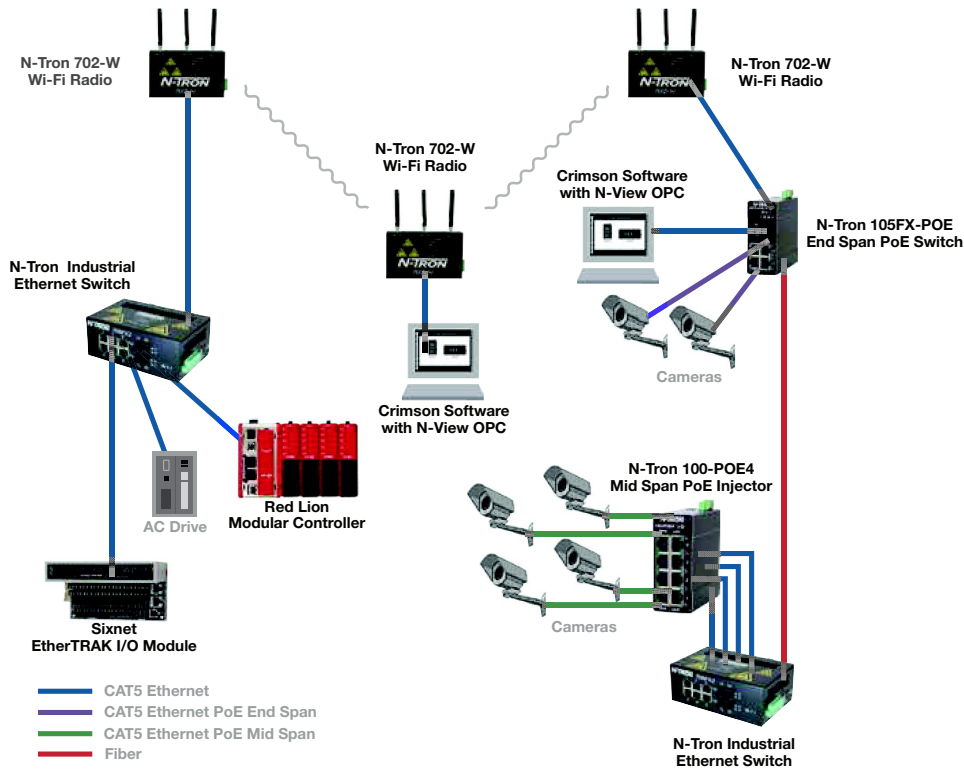 N-Tron 702-W
Wi-Fi Radio
N-TRON
N-Tron 702-W
Wi-Fi Radio
N-TRON
N-Tron 702-W
Wi-Fi Radio
N-TRON
Crimson Software
with N-View OPC
N-Tron 105FX-POE
End Span PoE Switch
Cameras
N-Tron Industrial
Ethernet Switch
Crimson Software
with N-View OPC
AC Drive
Red Lion
Modular Controller
Sixnet
EtherTRAK I/O Module
N-Tron 100-POE4
Mid Span PoE Injector
Cameras
N-Tron Industrial
Ethernet Switch
CAT5 Ethernet
CAT5 Ethernet PoE End Span
CAT5 Ethernet PoE Mid Span
Fiber